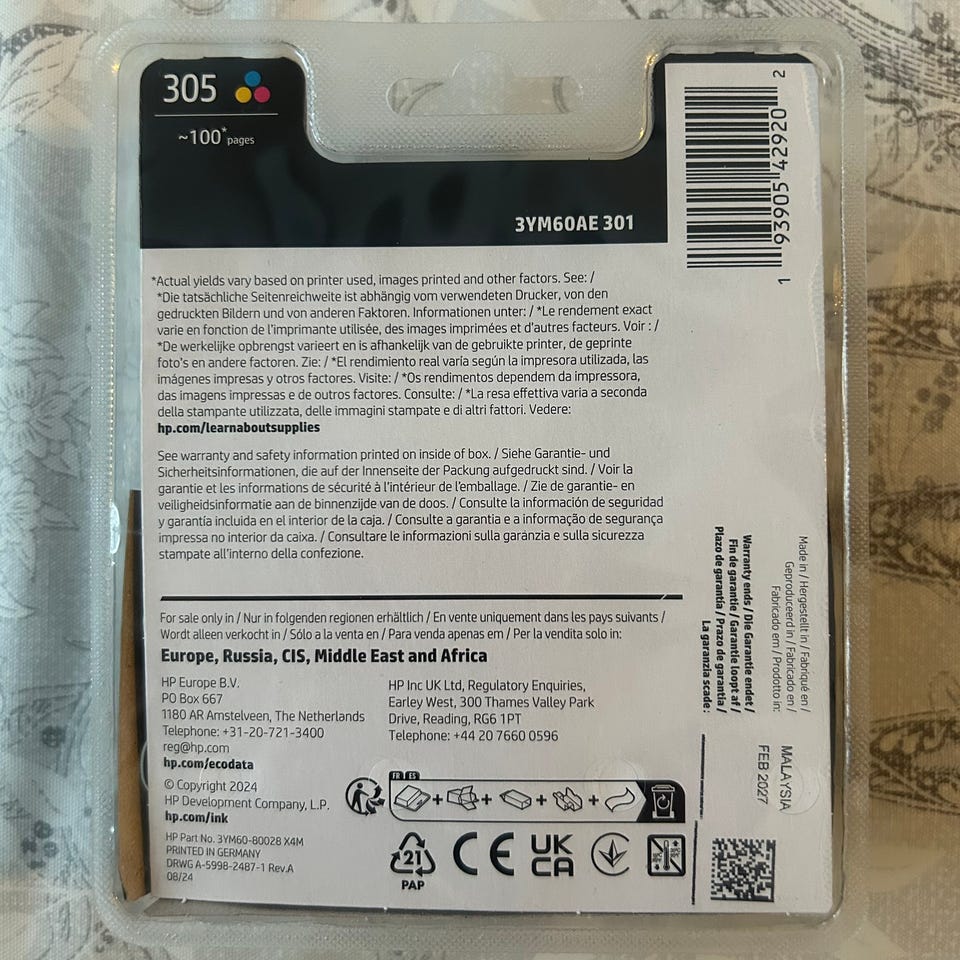 305
~100* pages
3YM60AE 301
1 93905 42920 2
*Actual yields vary based on printer used, images printed and other factors. See: /
*Die tatsächliche Seitenreichweite ist abhängig vom verwendeten Drucker, von den
gedruckten Bildern und von anderen Faktoren. Informationen unter: / *Le rendement exact
varie en fonction de l'imprimante utilisée, des images imprimées et d'autres facteurs. Voir : /
*De werkelijke opbrengst varieert en is afhankelijk van de gebruikte printer, de geprinte
foto's en andere factoren. Zie: / *El rendimiento real varía según la impresora utilizada, las
imágenes impresas y otros factores. Visite: / *Os rendimentos dependem da impressora,
das imagens impressas e de outros factores. Consulte: / *La resa effettiva varia a seconda
della stampante utilizzata, delle immagini stampate e di altri fattori. Vedere:
hp.com/learnaboutsupplies
See warranty and safety information printed on inside of box. / Siehe Garantie- und
Sicherheitsinformationen, die auf der Innenseite der Packung aufgedruckt sind. / Voir la
garantie et les informations de sécurité à l'intérieur de l'emballage. / Zie de garantie- en
veiligheidsinformatie aan de binnenzijde van de doos. / Consulte la información de seguridad
y garantía incluida en el interior de la caja. / Consulte a garantia e a informação de segurança
impressa no interior da caixa. / Consultare le informazioni sulla garanzia e sulla sicurezza
stampate all'interno della confezione.
For sale only in / Nur in folgenden regionen erhältlich / En vente uniquement dans les pays suivants /
Wordt alleen verkocht in / Sólo a la venta en / Para venda apenas em / Per la vendita solo in:
Europe, Russia, CIS, Middle East and Africa
HP Europe B.V.
PO Box 667
1180 AR Amstelveen, The Netherlands
Telephone: +31-20-721-3400
reg@hp.com
hp.com/ecodata
HP Inc UK Ltd, Regulatory Enquiries,
Earley West, 300 Thames Valley Park
Drive, Reading, RG6 1PT
Telephone: +44 20 7660 0596
© Copyright 2024
HP Development Company, L.P.
hp.com/ink
HP Part No. 3YM60-80028 X4M
PRINTED IN GERMANY
DRWG A-5998-2487-1 Rev.A
08/24
FR ES
+ + + +
21
PAP
CE
UK
CA
Made in / Hergestellt in / Fabriqué en /
Geproduceerd in / Fabricado en /
Fabricado em / Prodotto in:
Warranty ends / Die Garantie endet /
Fin de garantie / Garantie loopt af /
Plazo de garantía / Prazo de garantia /
La garanzia scade:
MALAYSIA
FEB 2027